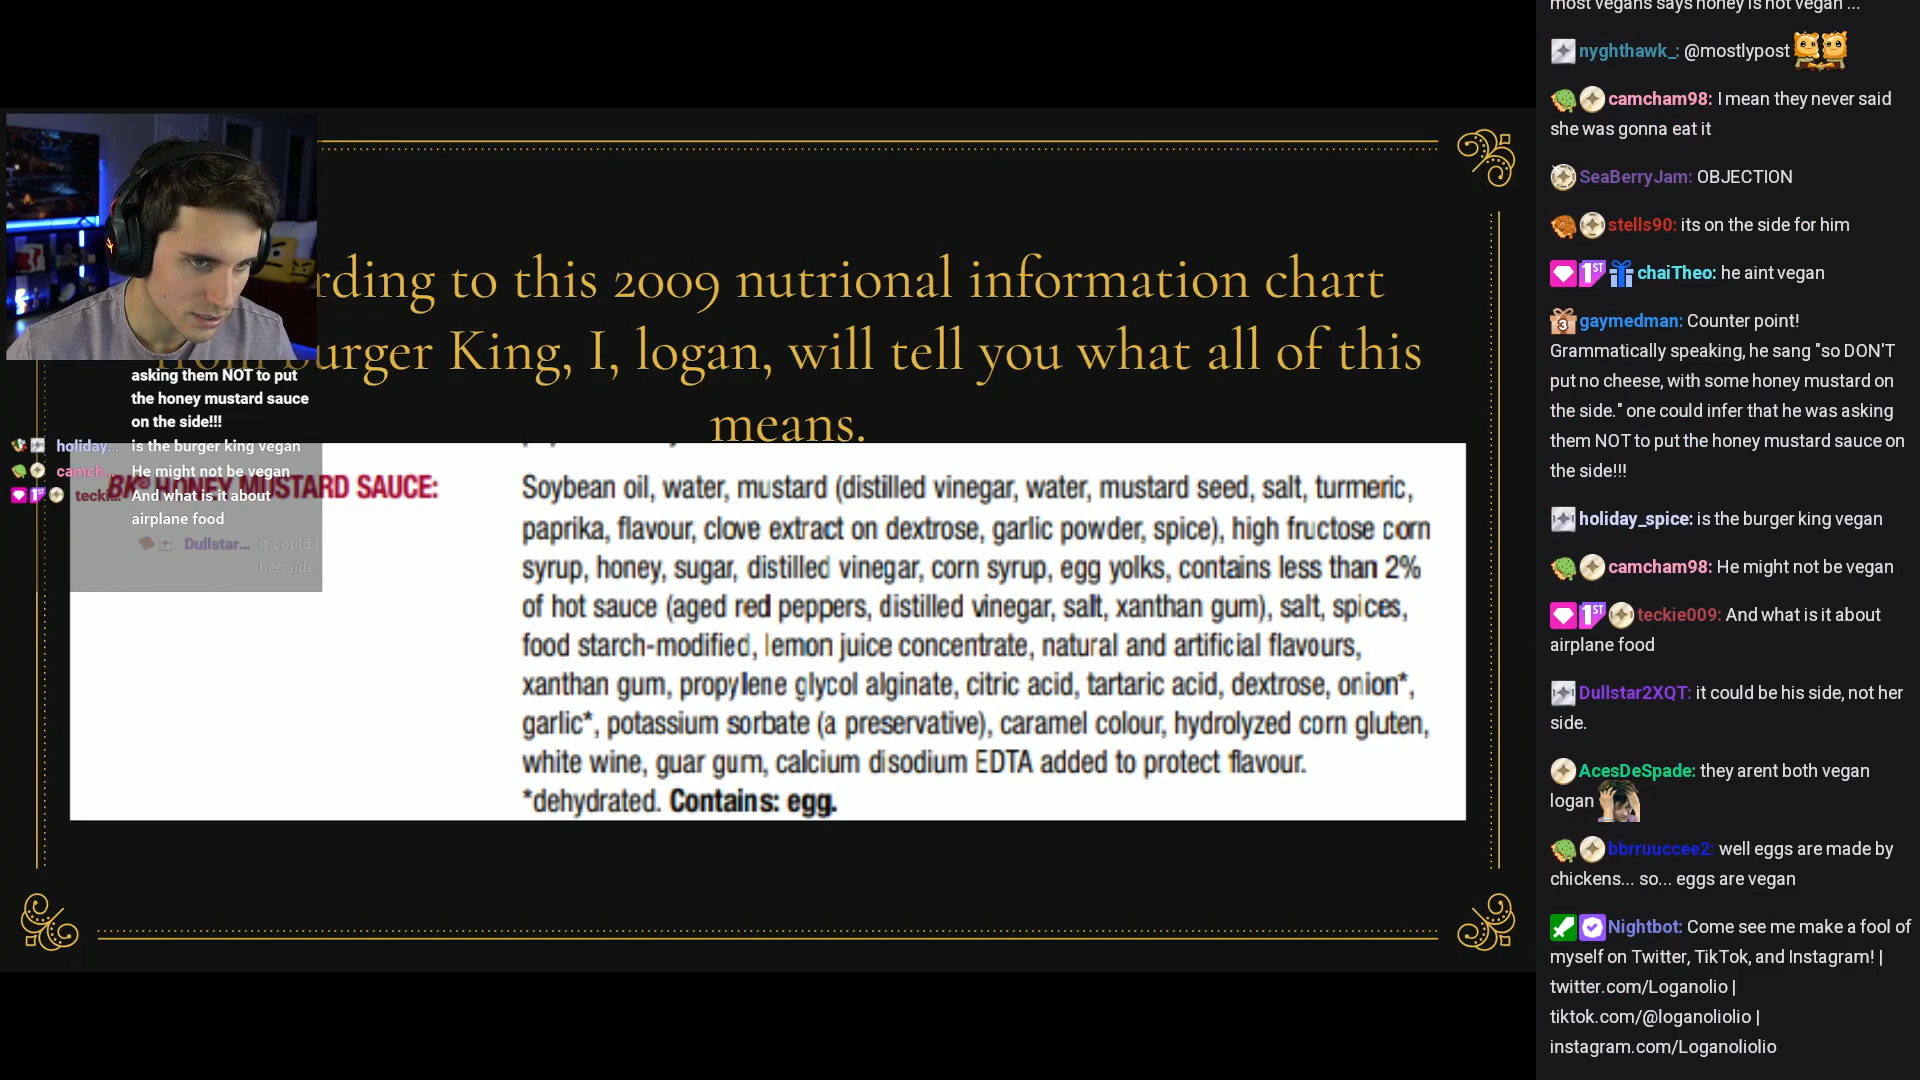 rding to this 2009 nutrional information chart
urger King, I, logan, will tell you what all of this
means.
asking them NOT to put
the honey mustard sauce
on the side!!!
holiday... is the burger king vegan
camch... He might not be vegan
tecki... And what is it about
airplane food
Dullstar... it could
her side
BK® HONEY MUSTARD SAUCE:
Soybean oil, water, mustard (distilled vinegar, water, mustard seed, salt, turmeric,
paprika, flavour, clove extract on dextrose, garlic powder, spice), high fructose corn
syrup, honey, sugar, distilled vinegar, corn syrup, egg yolks, contains less than 2%
of hot sauce (aged red peppers, distilled vinegar, salt, xanthan gum), salt, spices,
food starch-modified, lemon juice concentrate, natural and artificial flavours,
xanthan gum, propylene glycol alginate, citric acid, tartaric acid, dextrose, onion*,
garlic*, potassium sorbate (a preservative), caramel colour, hydrolyzed corn gluten,
white wine, guar gum, calcium disodium EDTA added to protect flavour.
*dehydrated. Contains: egg.
most vegans says honey is not vegan ...
nyghthawk_: @mostlypost
camcham98: I mean they never said
she was gonna eat it
SeaBerryJam: OBJECTION
stells90: its on the side for him
1ST chaiTheo: he aint vegan
3 gaymedman: Counter point!
Grammatically speaking, he sang "so DON'T
put no cheese, with some honey mustard on
the side." one could infer that he was asking
them NOT to put the honey mustard sauce on
the side!!!
holiday_spice: is the burger king vegan
camcham98: He might not be vegan
1ST teckie009: And what is it about
airplane food
Dullstar2XQT: it could be his side, not her
side.
AcesDeSpade: they arent both vegan
logan
bbrruuccee2: well eggs are made by
chickens... so... eggs are vegan
Nightbot: Come see me make a fool of
myself on Twitter, TikTok, and Instagram! |
twitter.com/Loganolio |
tiktok.com/@loganoliolio |
instagram.com/Loganoliolio